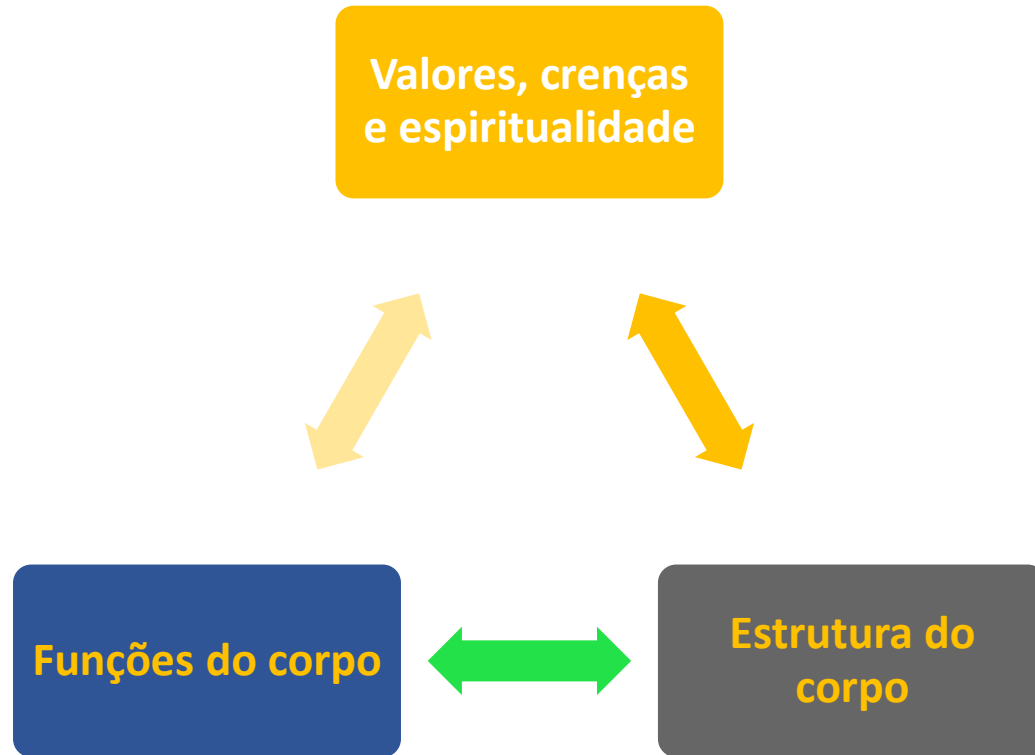 Valores, crenças
e espiritualidade
Funções do corpo
Estrutura do
corpo